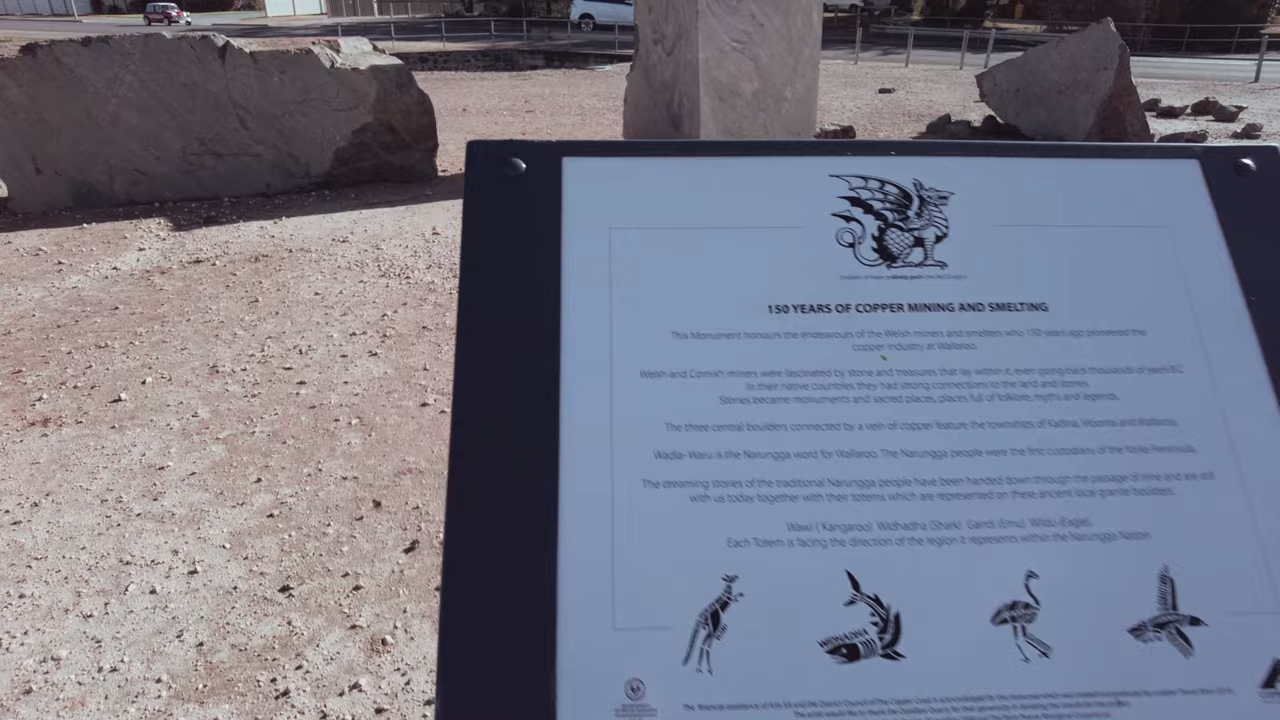 150 YEARS OF COPPER MINING AND SMELTING
This Monument honours the endeavours of the Welsh miners and smelters who 150 years ago pioneered the
copper industry at Wallaroo.
Welsh and Cornish miners were fascinated by stone and treasures that lay within it, even going back thousands of years BC
In their native countries they had strong connections to the land and stones.
Stones became monuments and sacred places, places full of folklore, myths and legends.
The three central boulders connected by a vein of copper feature the townships of Kadina, Moonta and Wallaroo.
Wadla-Waru is the Narungga word for Wallaroo. The Narungga people were the first custodians of the Yorke Peninsula.
The dreaming stories of the traditional Narungga people have been handed down through the passage of time and are still
with us today together with their totems which are represented on these ancient local granite boulders.
(Kangaroo), Widhadha (Shark), (Emu), Wildu (Eagle).
Each Totem is facing the direction of the region it represents within the Narungga Nation
WIDHADHA